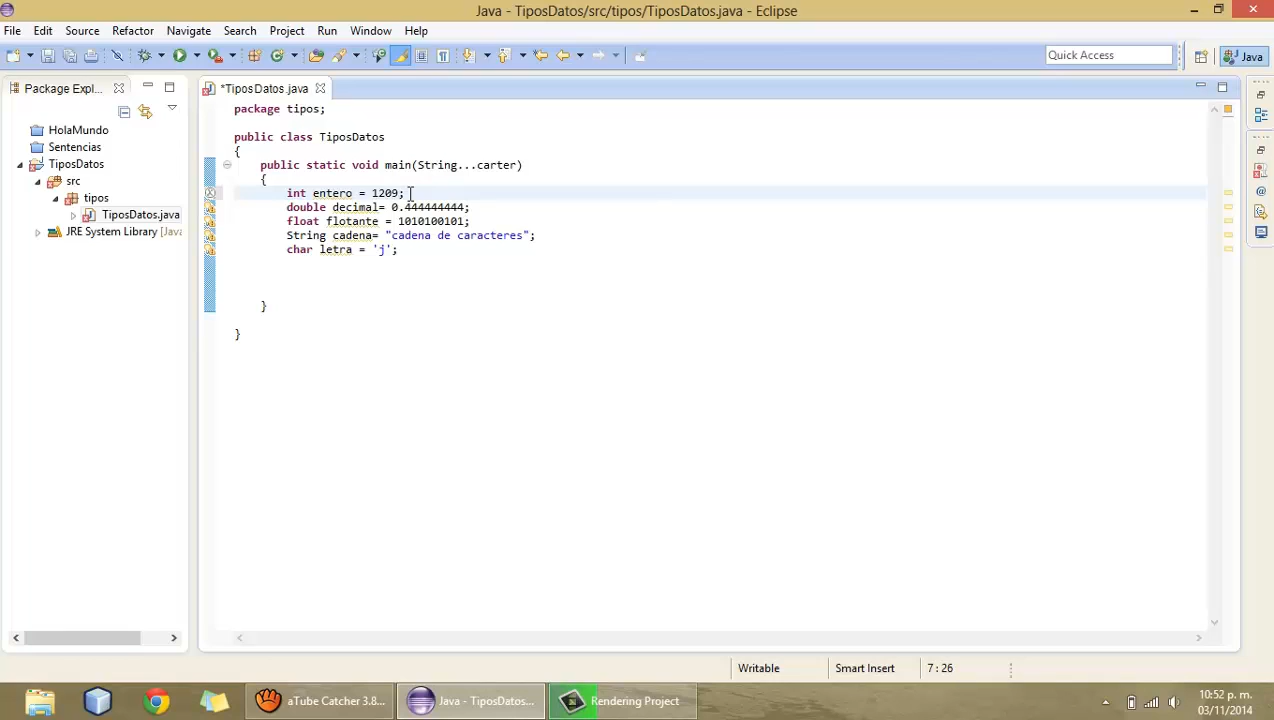 Java - TiposDatos/src/tipos/TiposDatos.java - Eclipse
File Edit Source Refactor Navigate Search Project Run Window Help
Quick Access
Java
Package Expl...
*TiposDatos.java
HolaMundo
Sentencias
TiposDatos
src
tipos
TiposDatos.java
JRE System Library [Java
package tipos;
public class TiposDatos
{
public static void main(String...carter)
{
int entero = 1209;
double decimal= 0.444444444;
float flotante = 1010100101;
String cadena= "cadena de caracteres";
char letra = 'j';
}
}
Writable Smart Insert 7 : 26
aTube Catcher 3.8... Java - TiposDatos... Rendering Project
10:52 p. m.
03/11/2014